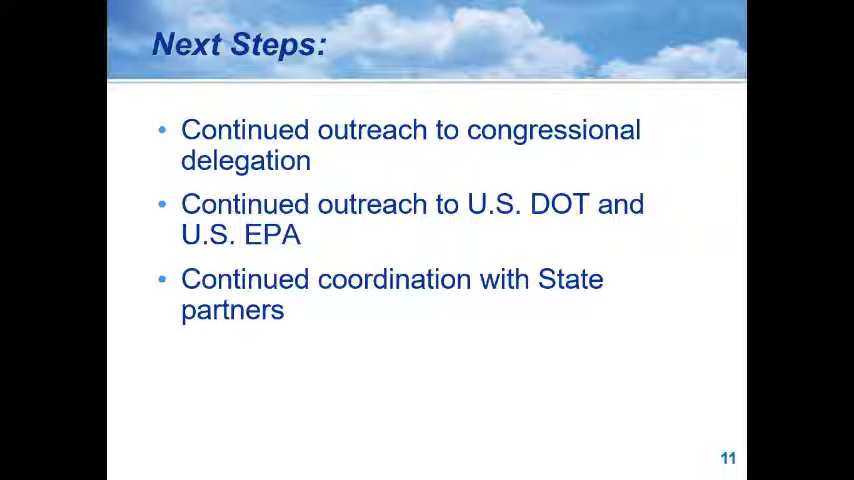 Next Steps:
• Continued outreach to congressional
delegation
• Continued outreach to U.S. DOT and
U.S. EPA
• Continued coordination with State
partners
11